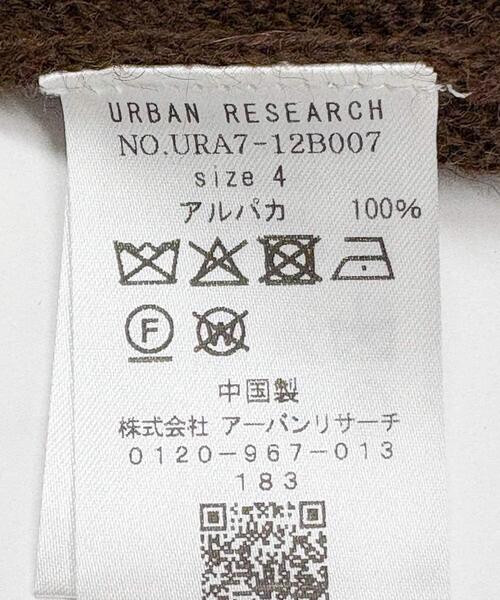 URBAN RESEARCH
NO.URA7-12B007
size 4
アルパカ 100%
F
W
中国製
株式会社 アーバンリサーチ
0120-967-013
183